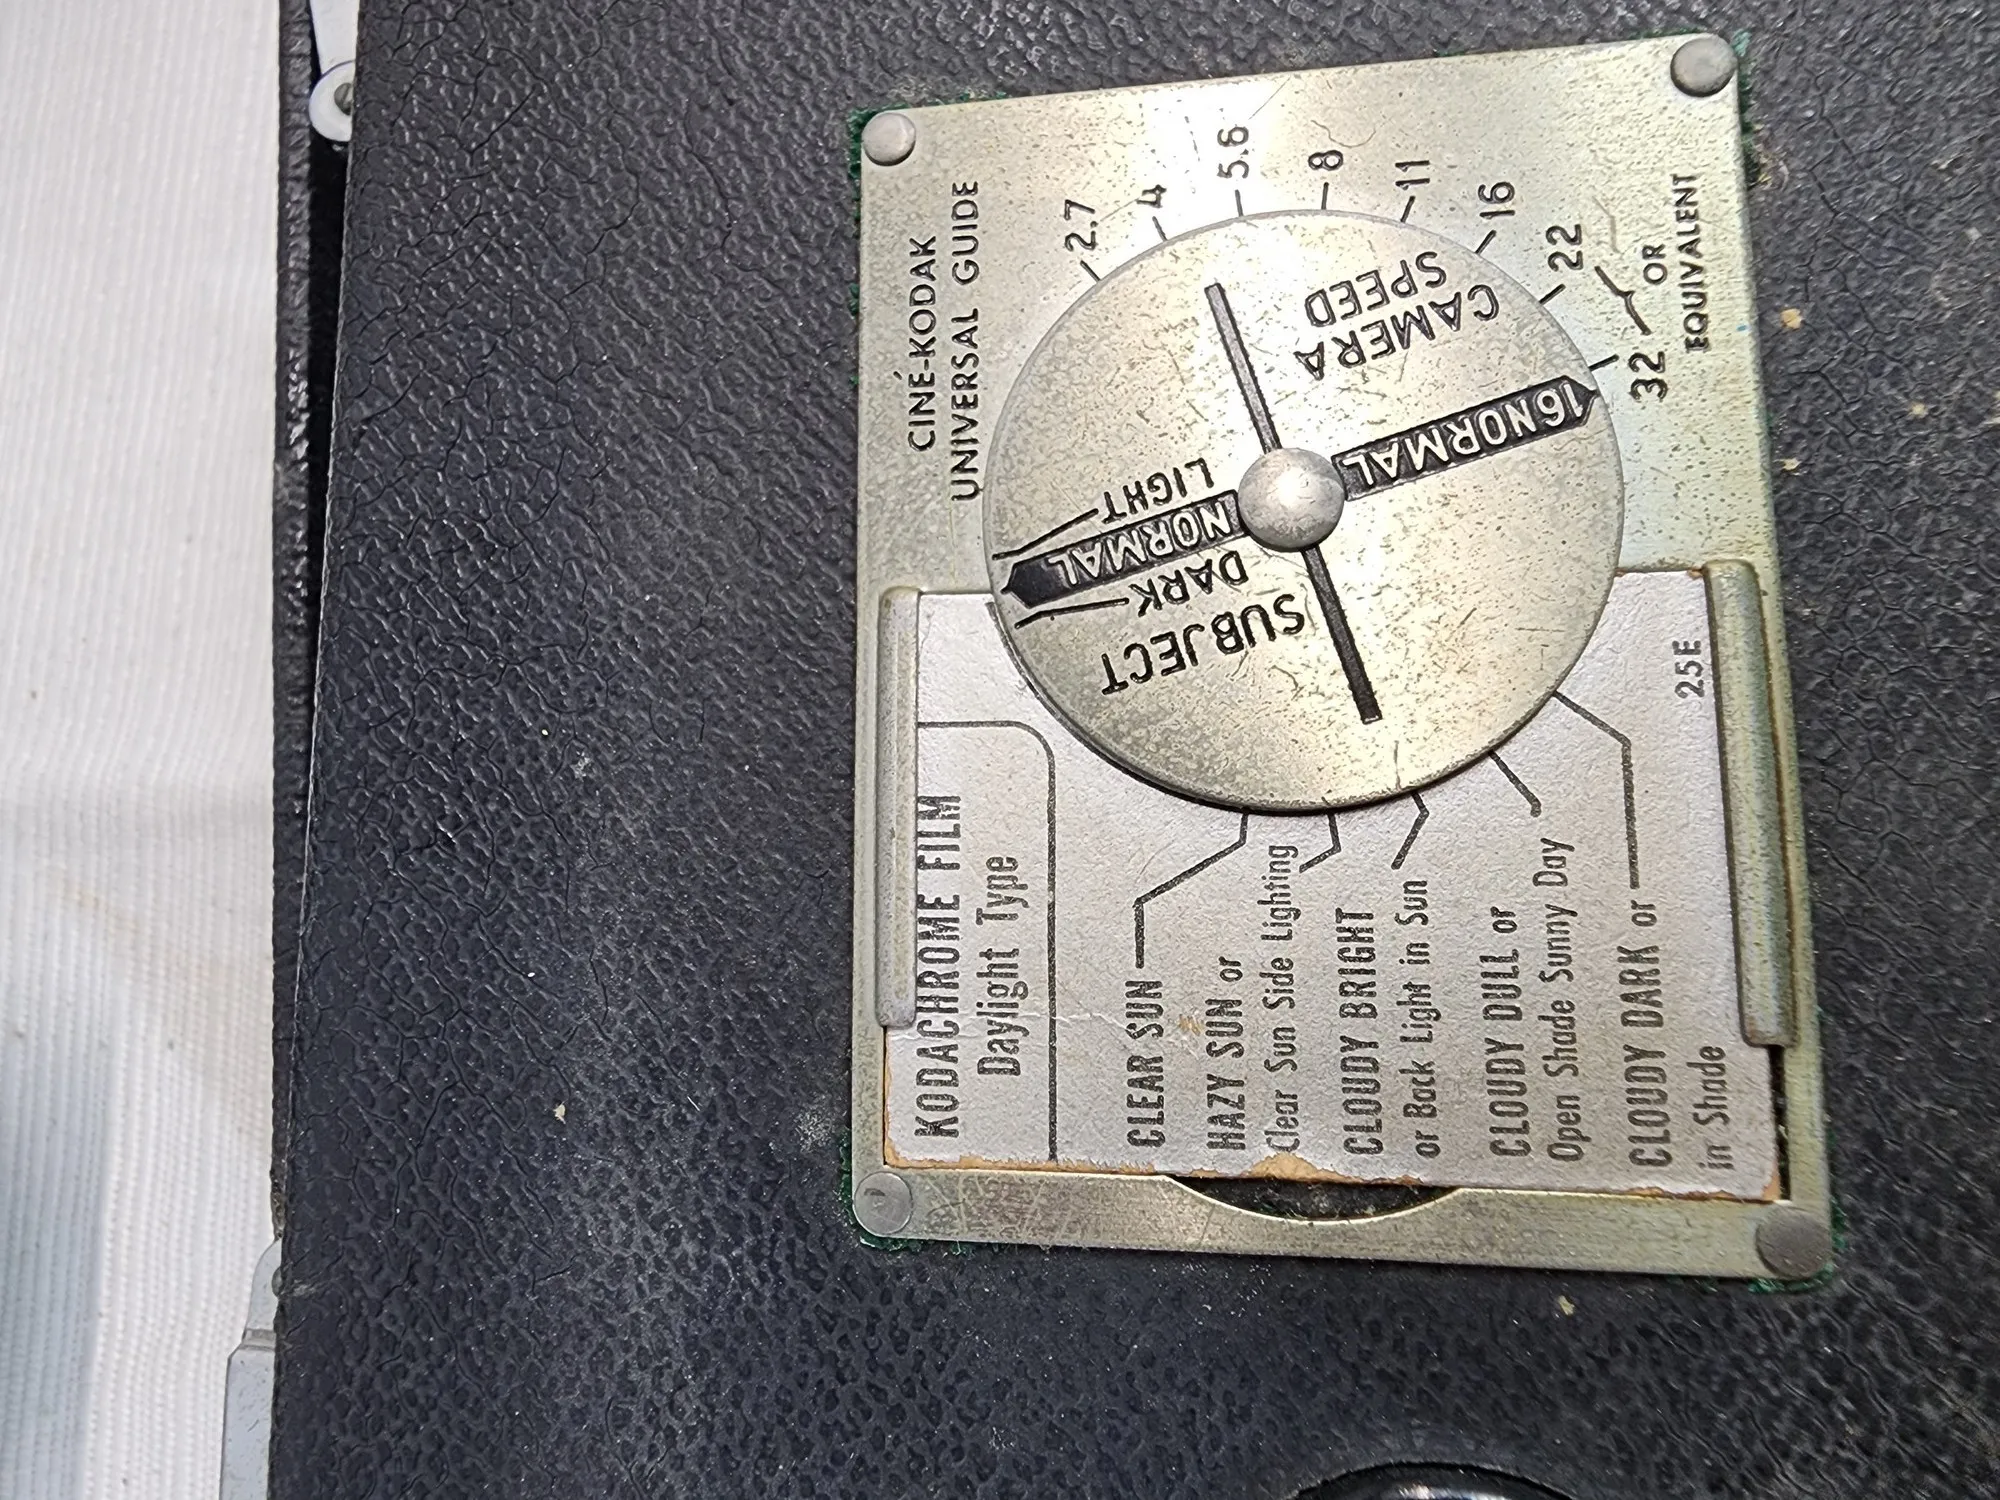 CINÉ-KODAK
UNIVERSAL GUIDE
2.7
4
5.6
8
11
16
22
32
OR
EQUIVALENT
CAMERA
SPEED
16 NORMAL
LIGHT
NORMAL
DARK
SUBJECT
KODACHROME FILM
Daylight Type
25E
CLEAR SUN
HAZY SUN or
Clear Sun Side Lighting
CLOUDY BRIGHT
or Back Light in Sun
CLOUDY DULL or
Open Shade Sunny Day
CLOUDY DARK or
in Shade